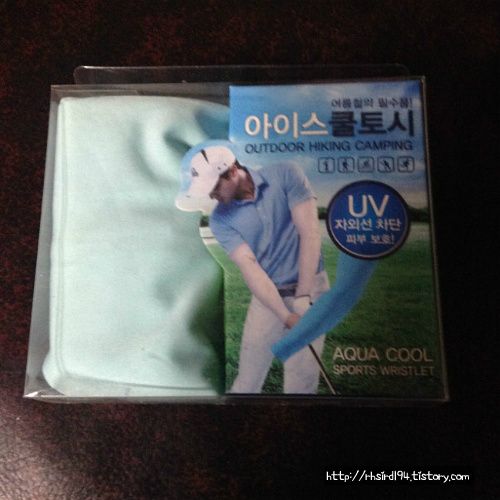 여름철의 필수품!
아이스쿨토시
OUTDOOR HIKING CAMPING
UV
자외선 차단
피부 보호!
AQUA COOL
SPORTS WRISTLET
http://rhsird194.tistory.com